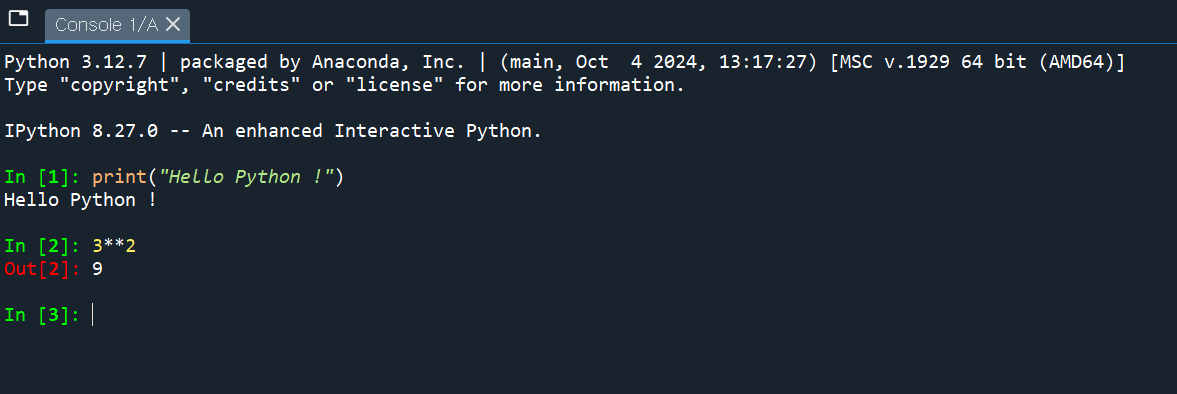 Console 1/A
Python 3.12.7 | packaged by Anaconda, Inc. | (main, Oct  4 2024, 13:17:27) [MSC v.1929 64 bit (AMD64)]
Type "copyright", "credits" or "license" for more information.
IPython 8.27.0 -- An enhanced Interactive Python.
In [1]: print("Hello Python !")
Hello Python !
In [2]: 3**2
Out[2]: 9
In [3]: